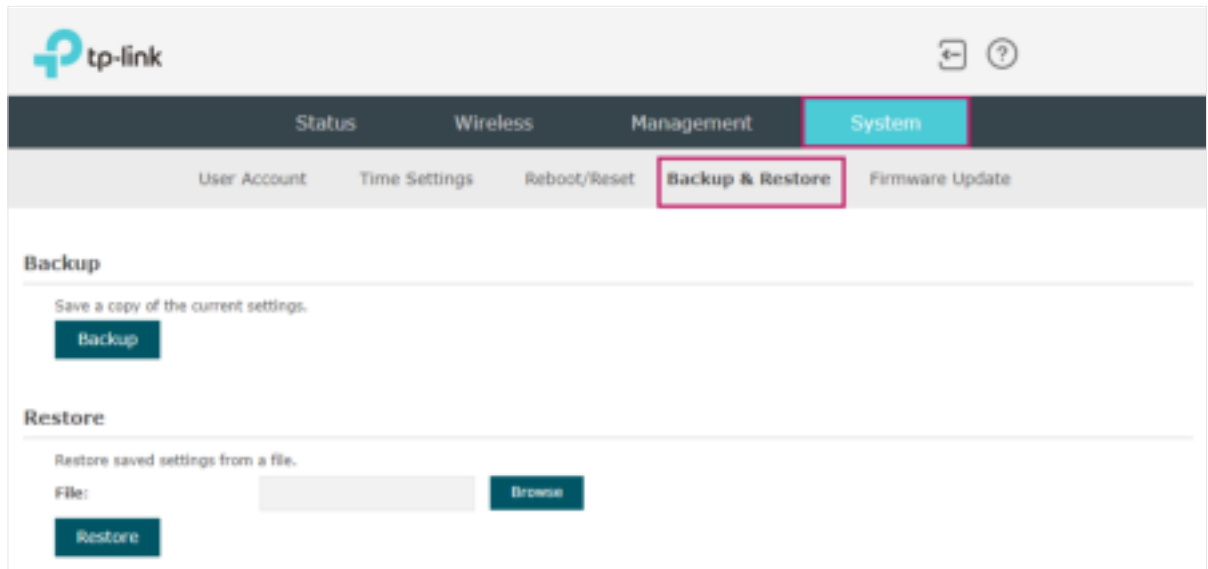 tp-link
Status Wireless Management System
User Account Time Settings Reboot/Reset Backup & Restore Firmware Update
Backup
Save a copy of the current settings.
Backup
Restore
Restore saved settings from a file.
File: Browse
Restore